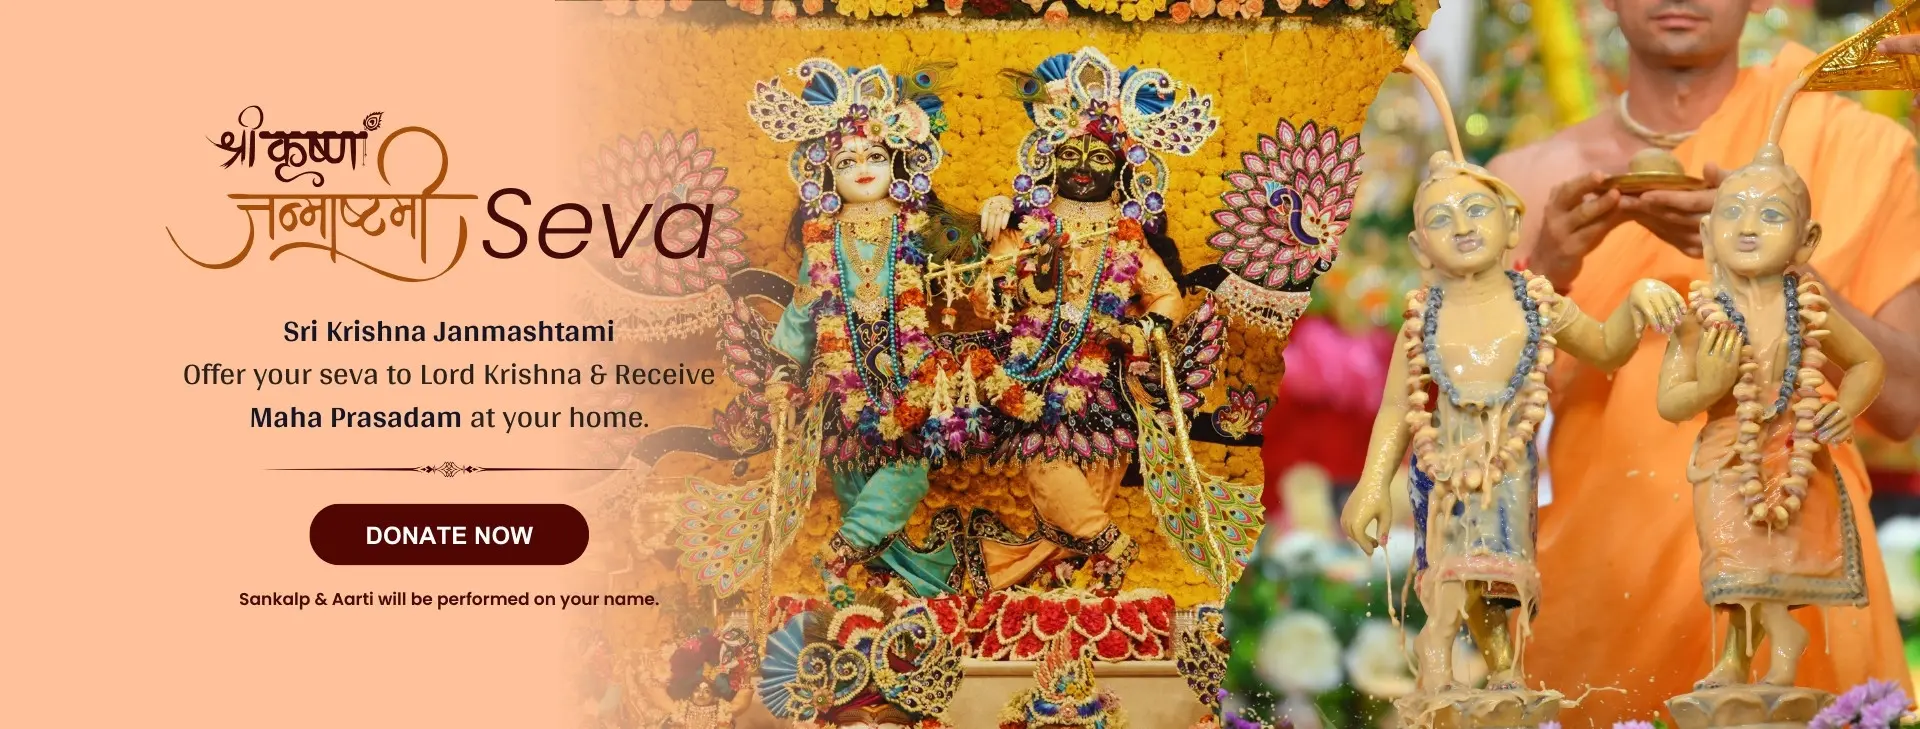 श्री कृष्ण
जन्माष्टमी Seva
Sri Krishna Janmashtami
Offer your seva to Lord Krishna & Receive
Maha Prasadam at your home.
DONATE NOW
Sankalp & Aarti will be performed on your name.